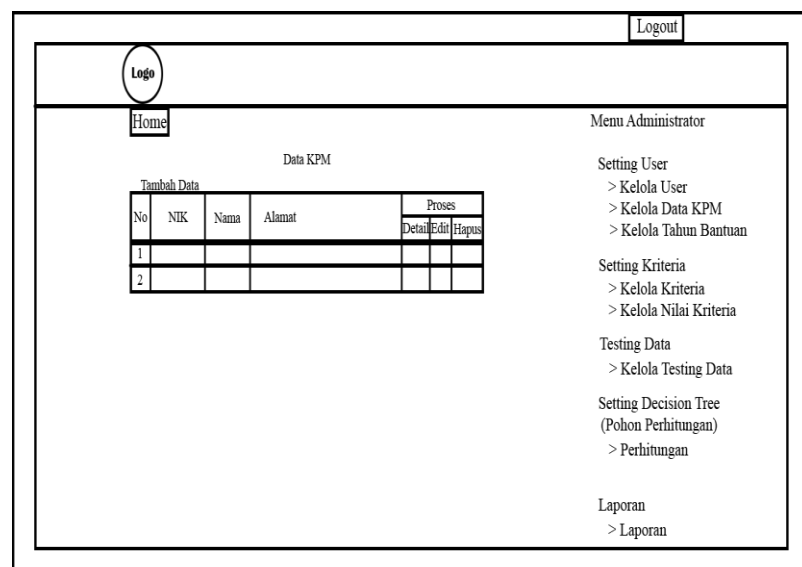 Logout
Logo
Home
Data KPM
Tambah Data
No NIK Nama Alamat Proses
Detail Edit Hapus
1
2
Menu Administrator
Setting User
> Kelola User
> Kelola Data KPM
> Kelola Tahun Bantuan
Setting Kriteria
> Kelola Kriteria
> Kelola Nilai Kriteria
Testing Data
> Kelola Testing Data
Setting Decision Tree
(Pohon Perhitungan)
> Perhitungan
Laporan
> Laporan